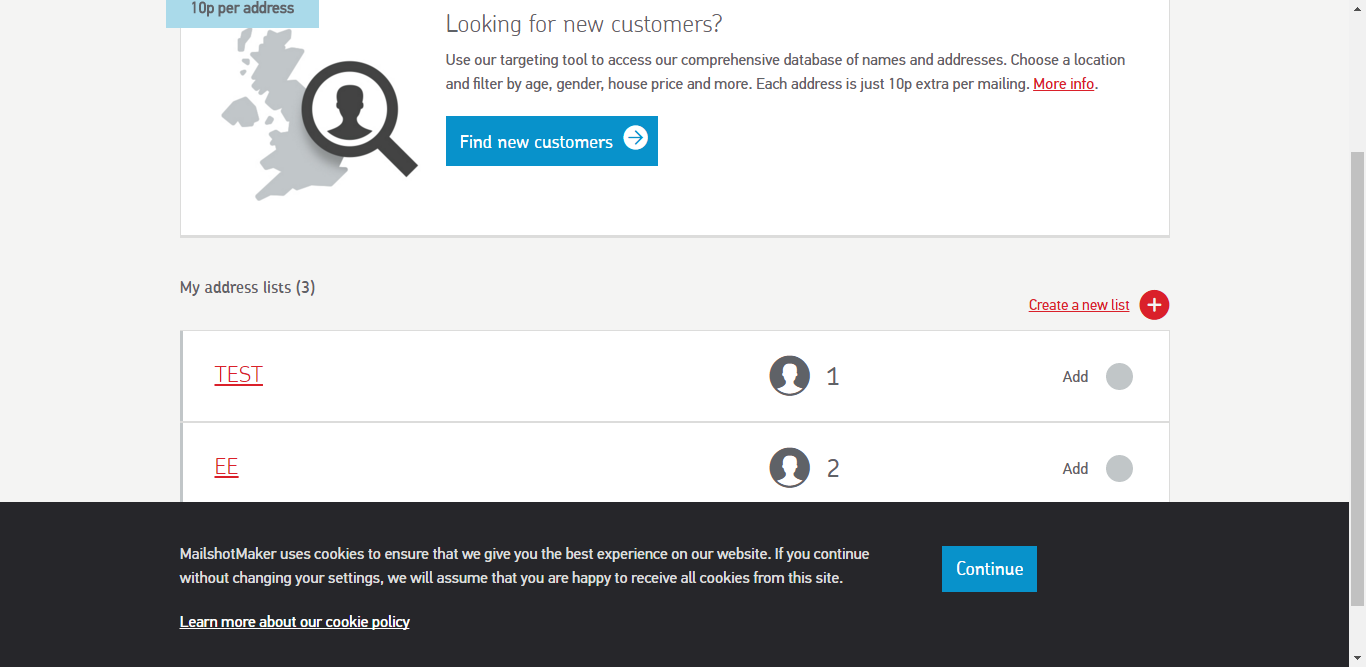 10p per address
Looking for new customers?
Use our targeting tool to access our comprehensive database of names and addresses. Choose a location
and filter by age, gender, house price and more. Each address is just 10p extra per mailing. More info.
Find new customers
My address lists (3)
Create a new list
TEST
1
Add
EE
2
Add
MailshotMaker uses cookies to ensure that we give you the best experience on our website. If you continue
without changing your settings, we will assume that you are happy to receive all cookies from this site.
Continue
Learn more about our cookie policy